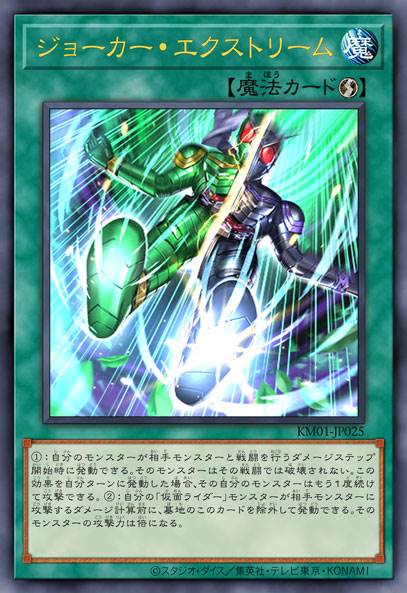 ジョーカー・エクストリーム
魔
【魔法カード】
まほう
KM01-JP025
①:自分のモンスターが相手モンスターと戦闘を行うダメージステップ
開始時に発動できる。そのモンスターはその戦闘では破壊されない。この
効果を自分ターンに発動した場合、その自分のモンスターはもう1度続け
て攻撃できる。②:自分の「仮面ライダー」モンスターが相手モンスターに
攻撃するダメージ計算前に、墓地のこのカードを除外して発動できる。その
モンスターの攻撃力は倍になる。
©スタジオ・ダイス/集英社・テレビ東京・KONAMI